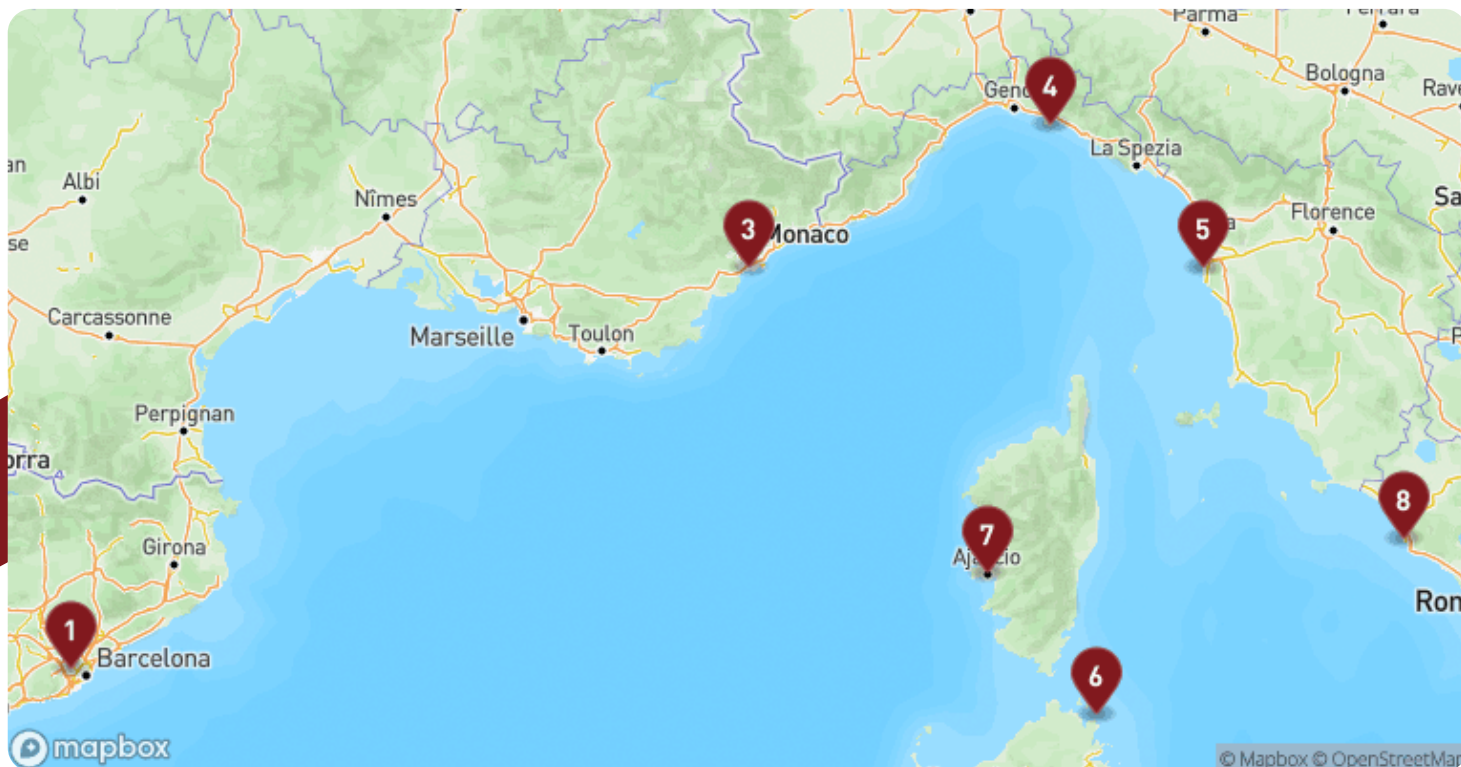 Parma
Bologna
4
La Spezia
Albi
Nîmes
Florence
3
Monaco
5
Carcassonne
Marseille
Toulon
Perpignan
8
7
Girona
1
Barcelona
6
mapbox
© Mapbox © OpenStreetMap